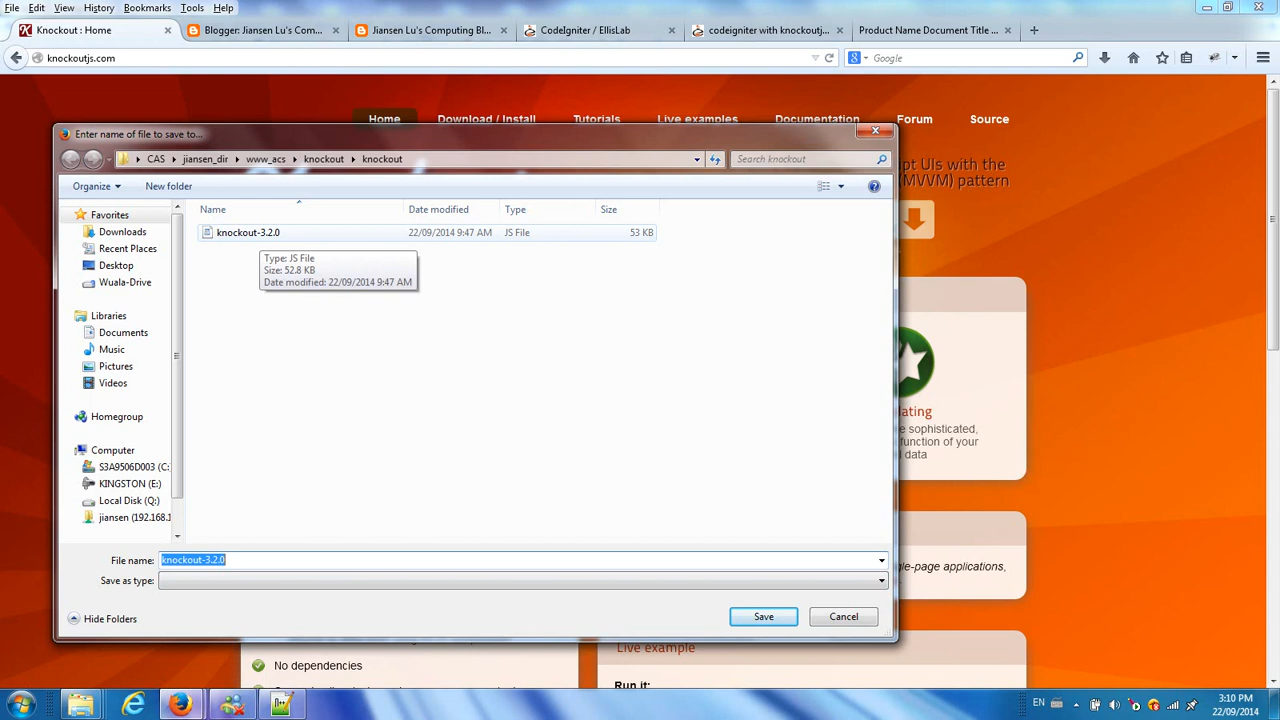 File Edit View History Bookmarks Tools Help
Knockout : Home
Blogger: Jiansen Lu's Com...
Jiansen Lu's Computing Bl...
CodeIgniter / EllisLab
codeigniter with knockoutj...
Product Name Document Title ...
knockoutjs.com
Google
Home Download / Install Tutorials Live examples Documentation Forum Source
Enter name of file to save to...
CAS jiansen_dir www_acs knockout knockout
Search knockout
ipt UIs with the
(MVVM) pattern
Organize New folder
Name Date modified Type Size
knockout-3.2.0 22/09/2014 9:47 AM JS File 53 KB
Type: JS File
Size: 52.8 KB
Date modified: 22/09/2014 9:47 AM
Favorites
Downloads
Recent Places
Desktop
Wuala-Drive
Libraries
Documents
Music
Pictures
Videos
Homegroup
Computer
S3A9506D003 (C:
KINGSTON (E:)
Local Disk (Q:)
jiansen (192.168.1
lating
e sophisticated,
function of your
data
File name: knockout-3.2.0
Save as type:
Hide Folders
Save Cancel
gle-page applications,
No dependencies
Live example
Run it:
EN
3:10 PM
22/09/2014